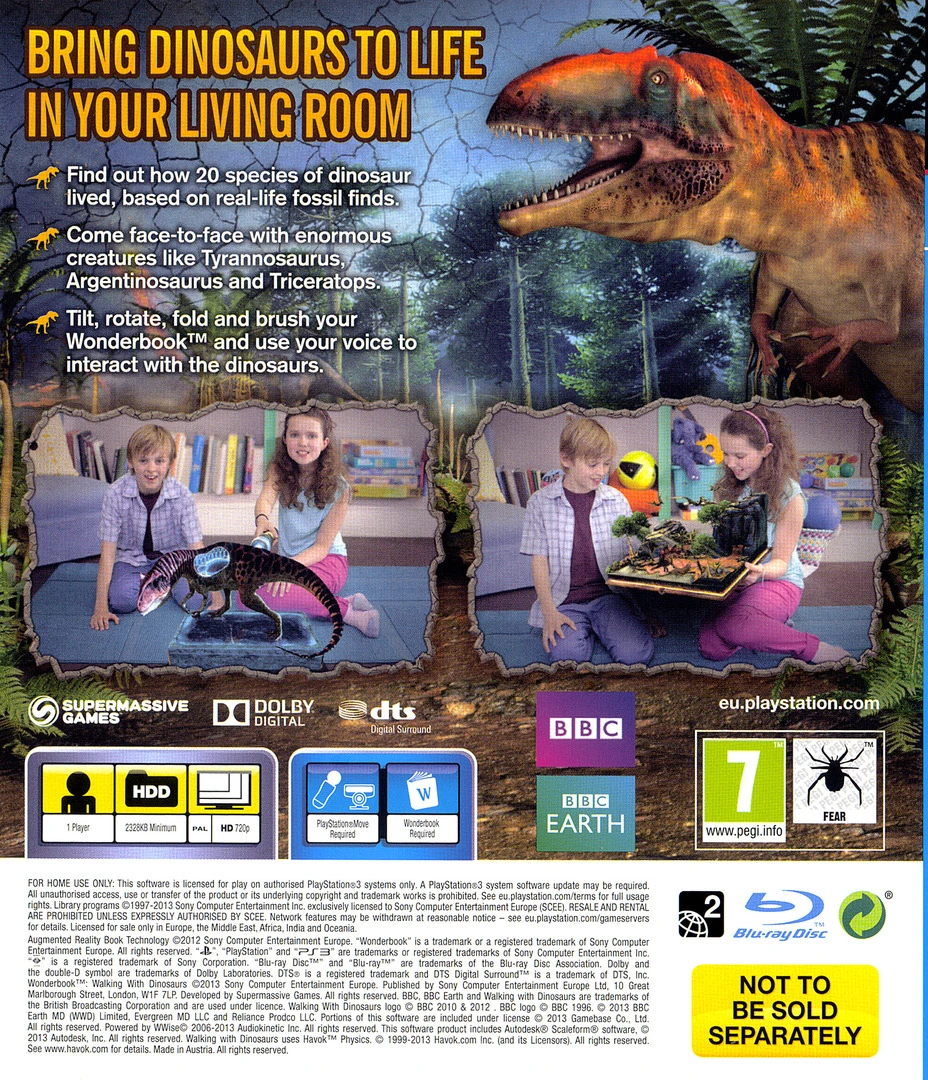 BRING DINOSAURS TO LIFE
IN YOUR LIVING ROOM
Find out how 20 species of dinosaur
lived, based on real-life fossil finds.
Come face-to-face with enormous
creatures like Tyrannosaurus,
Argentinosaurus and Triceratops.
Tilt, rotate, fold and brush your
Wonderbook™ and use your voice to
interact with the dinosaurs.
SUPERMASSIVE
GAMES
DOLBY
DIGITAL
dts
Digital Surround
BBC
BBC
EARTH
eu.playstation.com
1 Player
HDD
2328KB Minimum
PAL
HD 720p
PlayStation®Move
Required
W
Wonderbook
Required
7™
www.pegi.info
™
FEAR
FOR HOME USE ONLY: This software is licensed for play on authorised PlayStation®3 systems only. A PlayStation®3 system software update may be required.
All unauthorised access, use or transfer of the product or its underlying copyright and trademark works is prohibited. See eu.playstation.com/terms for full usage
rights. Library programs ©1997-2013 Sony Computer Entertainment Inc. exclusively licensed to Sony Computer Entertainment Europe (SCEE). RESALE AND RENTAL
ARE PROHIBITED UNLESS EXPRESSLY AUTHORISED BY SCEE. Network features may be withdrawn at reasonable notice – see eu.playstation.com/gameservers
for details. Licensed for sale only in Europe, the Middle East, Africa, India and Oceania.
Augmented Reality Book Technology ©2012 Sony Computer Entertainment Europe. "Wonderbook" is a trademark or a registered trademark of Sony Computer
Entertainment Europe. All rights reserved. "", "PlayStation" and "PS3" are trademarks or registered trademarks of Sony Computer Entertainment Inc.
"" is a registered trademark of Sony Corporation. "Blu-ray Disc™" and "Blu-ray™" are trademarks of the Blu-ray Disc Association. Dolby and
the double-D symbol are trademarks of Dolby Laboratories. DTS® is a registered trademark and DTS Digital Surround™ is a trademark of DTS, Inc.
Wonderbook™: Walking With Dinosaurs ©2013 Sony Computer Entertainment Europe. Published by Sony Computer Entertainment Europe Ltd, 10 Great
Marlborough Street, London, W1F 7LP. Developed by Supermassive Games. All rights reserved. BBC, BBC Earth and Walking with Dinosaurs are trademarks of
the British Broadcasting Corporation and are used under licence. Walking With Dinosaurs logo © BBC 2010 & 2012 . BBC logo © BBC 1996. © 2013 BBC
Earth MD (WWD) Limited, Evergreen MD LLC and Reliance Prodco LLC. Portions of this software are included under license © 2013 Gamebase Co., Ltd.
All rights reserved. Powered by WWise© 2006-2013 Audiokinetic Inc. All rights reserved. This software product includes Autodesk® Scaleform® software, ©
2013 Autodesk, Inc. All rights reserved. Walking with Dinosaurs uses Havok™ Physics. © 1999-2013 Havok.com Inc. (and its Licensors). All rights reserved.
See www.havok.com for details. Made in Austria. All rights reserved.
2
Blu-ray Disc™
®
NOT TO
BE SOLD
SEPARATELY